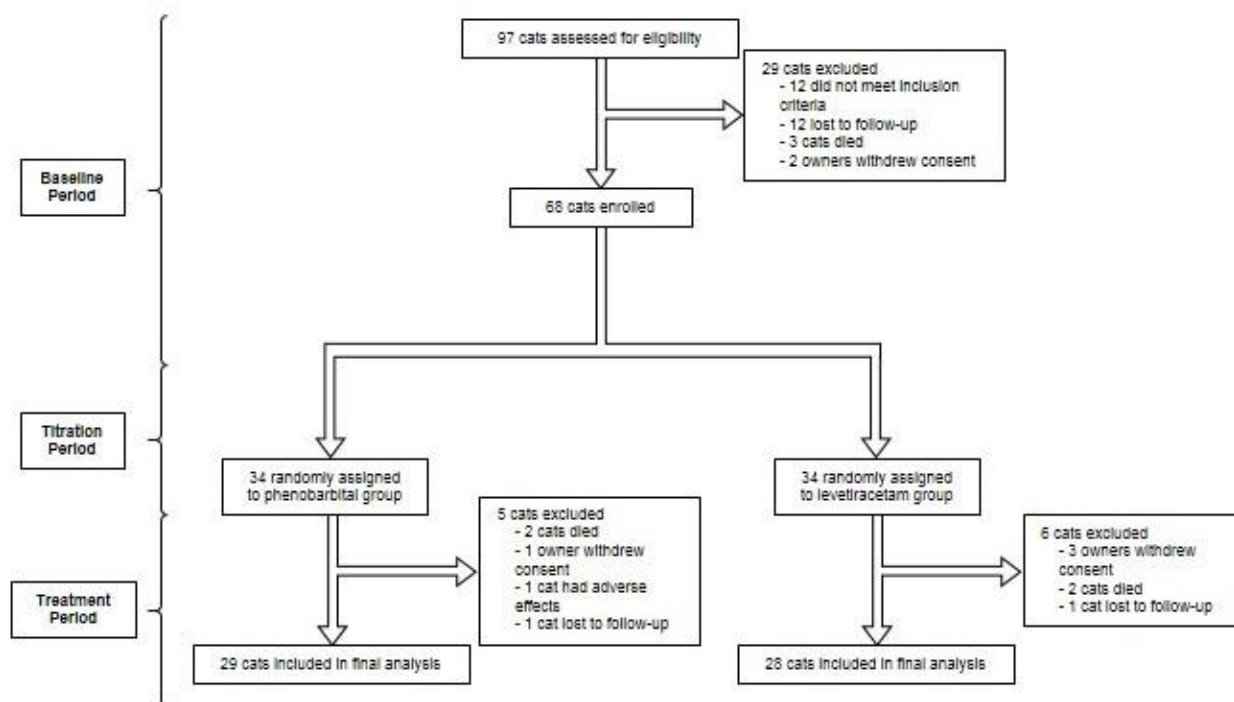 97 cats assessed for eligibility
29 cats excluded
- 12 did not meet inclusion
criteria
- 12 lost to follow-up
- 3 cats died
- 2 owners withdrew consent
Baseline
Period
68 cats enrolled
Titration
Period
34 randomly assigned
to phenobarbital group
34 randomly assigned
to levetiracetam group
5 cats excluded
- 2 cats died
- 1 owner withdrew
consent
- 1 cat had adverse
effects
- 1 cat lost to follow-up
6 cats excluded
- 3 owners withdrew
consent
- 2 cats died
- 1 cat lost to follow-up
Treatment
Period
29 cats included in final analysis
28 cats included in final analysis